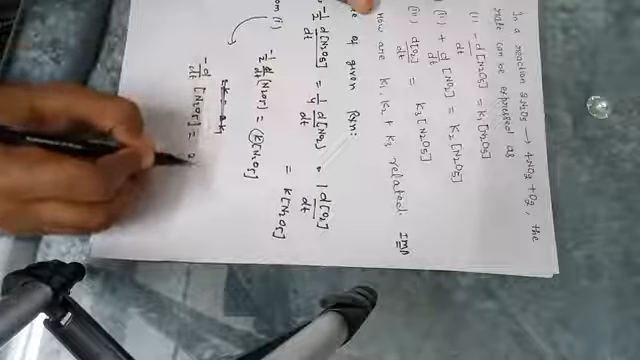 In a reaction 2N2O5 → 4NO2 + O2, the
rate can be expressed as
(i) -d[N2O5]/dt = K1[N2O5]
(ii) + d[NO2]/dt = K2[N2O5]
(iii) d[O2]/dt = K3[N2O5]
How are K1, K2 + K3 related. IMP
of given Rxn:
-1/2 d[N2O5]/dt = 1/4 d[NO2]/dt = 1 d[O2]/dt = K[N2O5]
(i)
-1/2 d/dt [N2O5] = K[N2O5]
-d/dt [N2O5] =